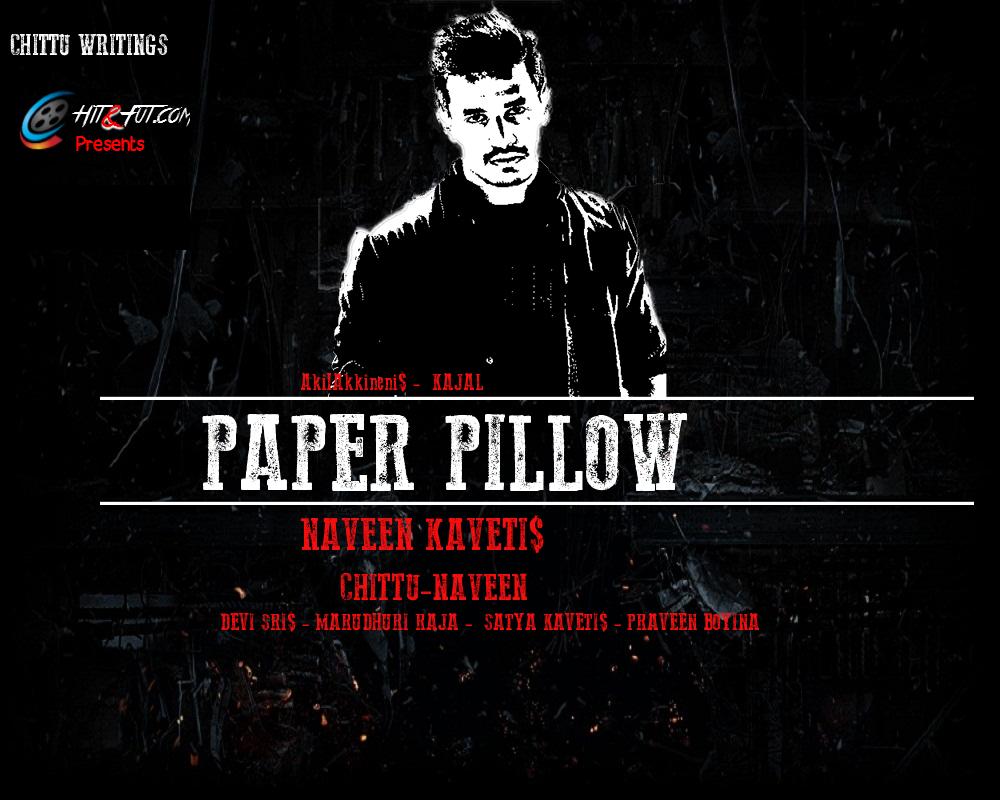 CHITTU WRITINGS
HIT&FUT.COM
Presents
AkilAkkineni$ - KAJAL
PAPER PILLOW
NAVEEN KAVETI$
CHITTU-NAVEEN
DEVI SRI$ - MARUDHURI RAJA - SATYA KAVETI$ - PRAVEEN BOYINA